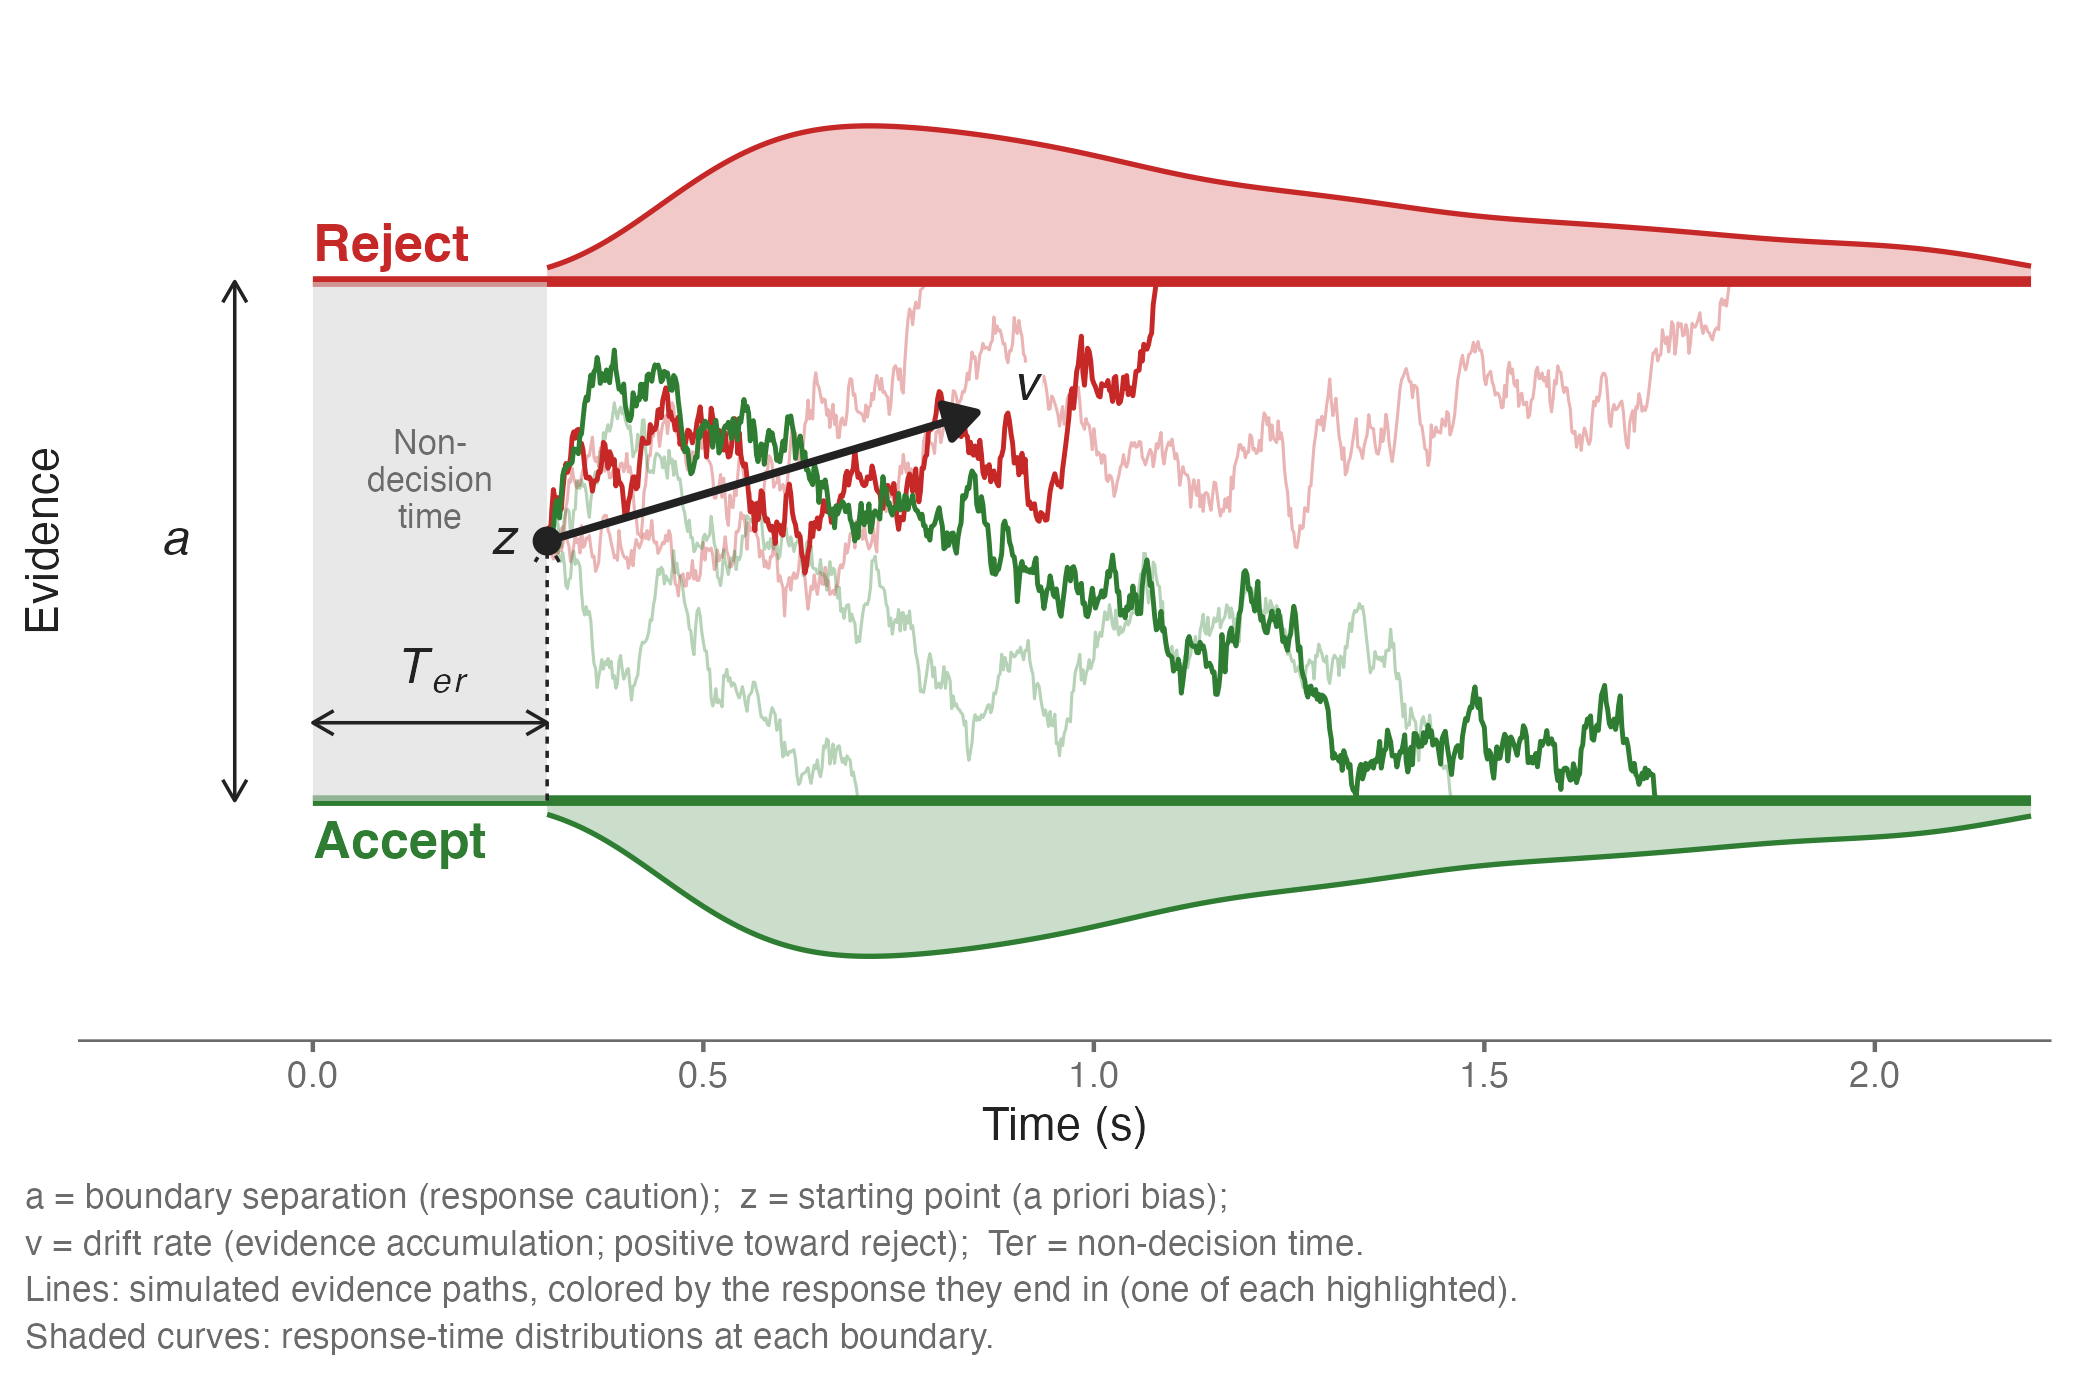 Reject
Non-
decision
time
z
v
a
Evidence
Ter
Accept
0.0 0.5 1.0 1.5 2.0
Time (s)
a = boundary separation (response caution);  z = starting point (a priori bias);
v = drift rate (evidence accumulation; positive toward reject);  Ter = non-decision time.
Lines: simulated evidence paths, colored by the response they end in (one of each highlighted).
Shaded curves: response-time distributions at each boundary.